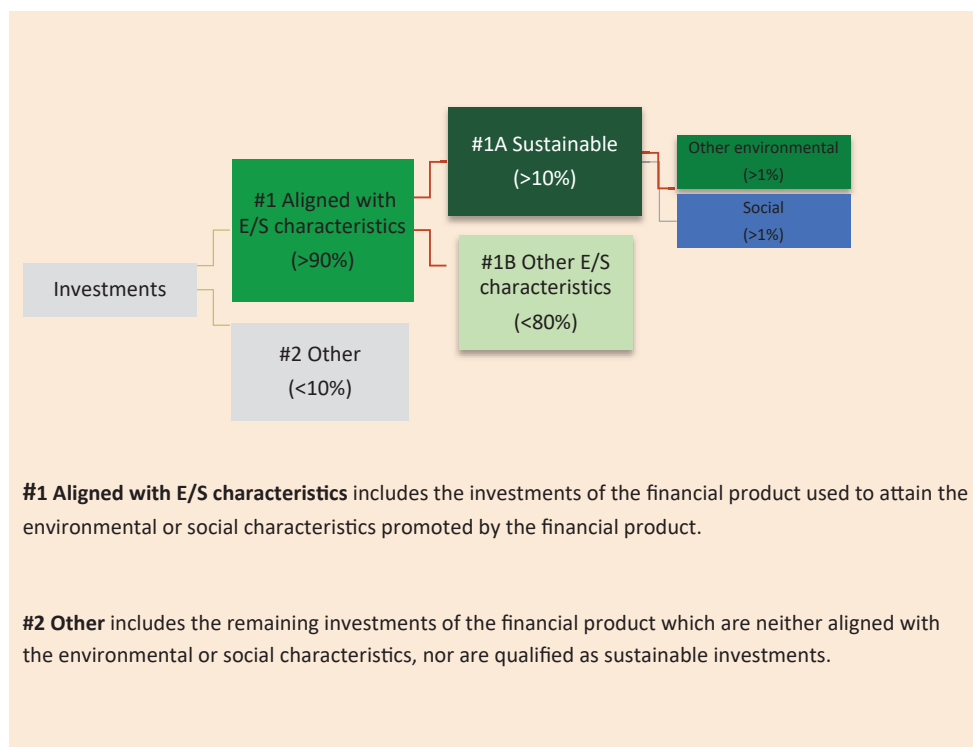 Investments
#1 Aligned with
E/S characteristics
(>90%)
#2 Other
(<10%)
#1A Sustainable
(>10%)
#1B Other E/S
characteristics
(<80%)
Other environmental
(>1%)
Social
(>1%)
#1 Aligned with E/S characteristics includes the investments of the financial product used to attain the
environmental or social characteristics promoted by the financial product.
#2 Other includes the remaining investments of the financial product which are neither aligned with
the environmental or social characteristics, nor are qualified as sustainable investments.